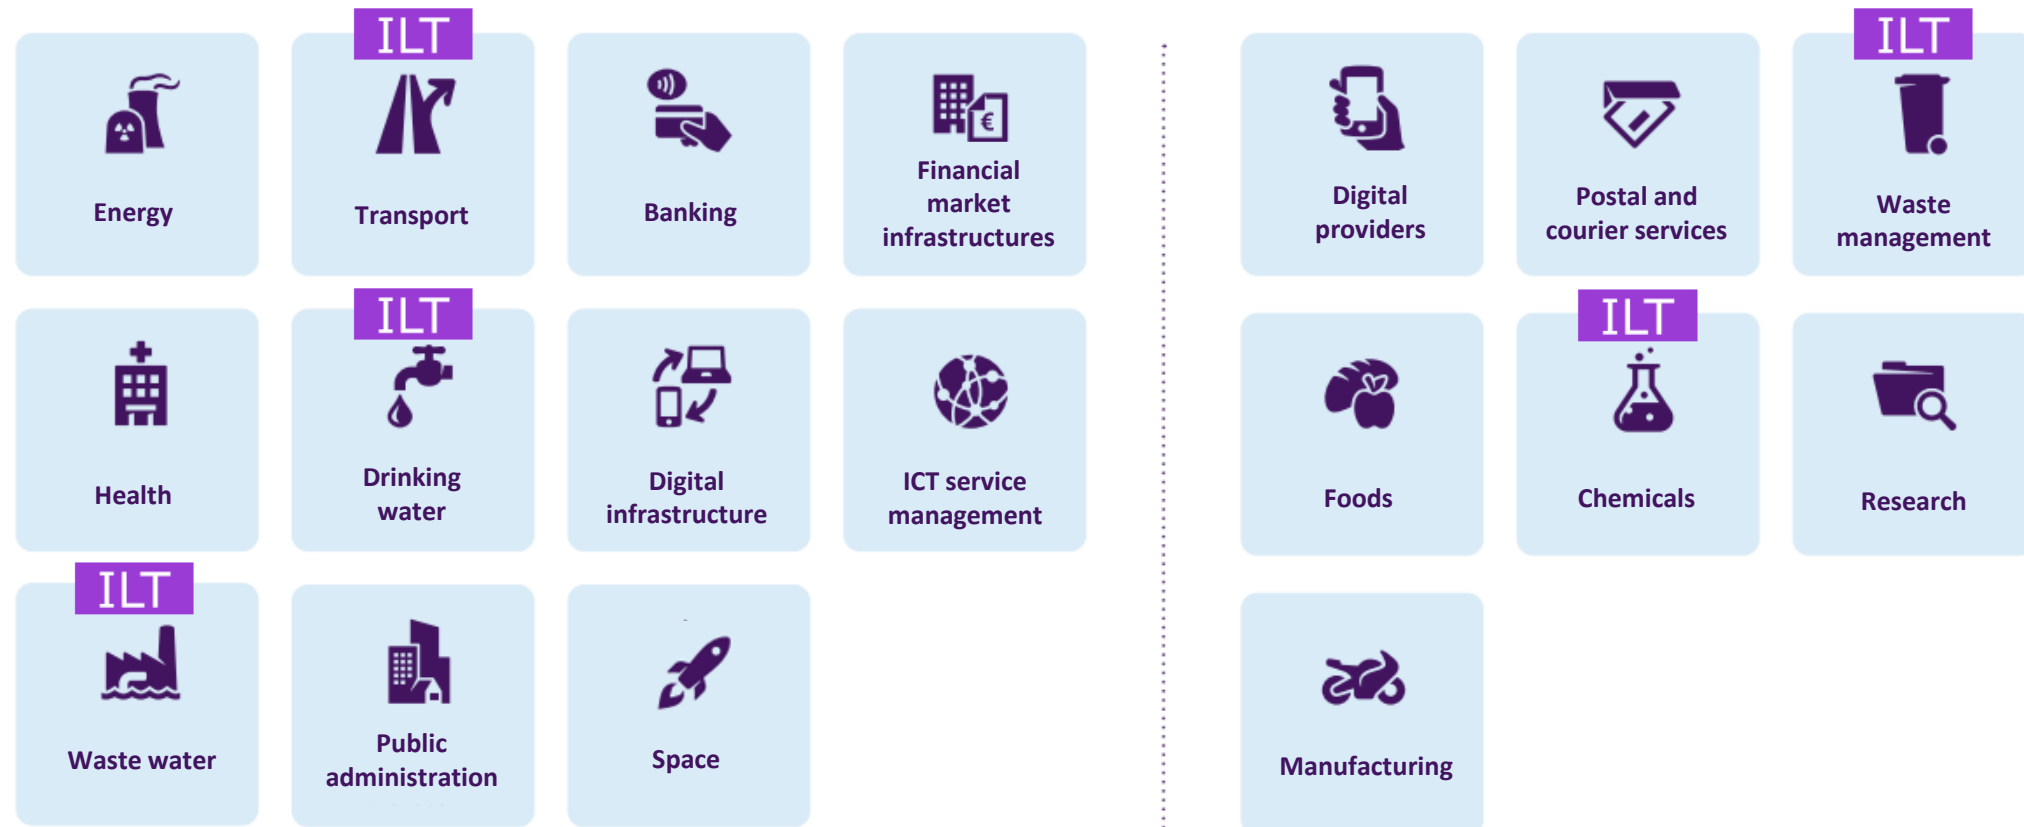 ILT
ILT
Energy
Transport
Banking
Financial
market
infrastructures
€
Digital
providers
Postal and
courier services
Waste
management
ILT
ILT
Health
Drinking
water
Digital
infrastructure
ICT service
management
Foods
Chemicals
Research
ILT
Waste water
Public
administration
Space
Manufacturing